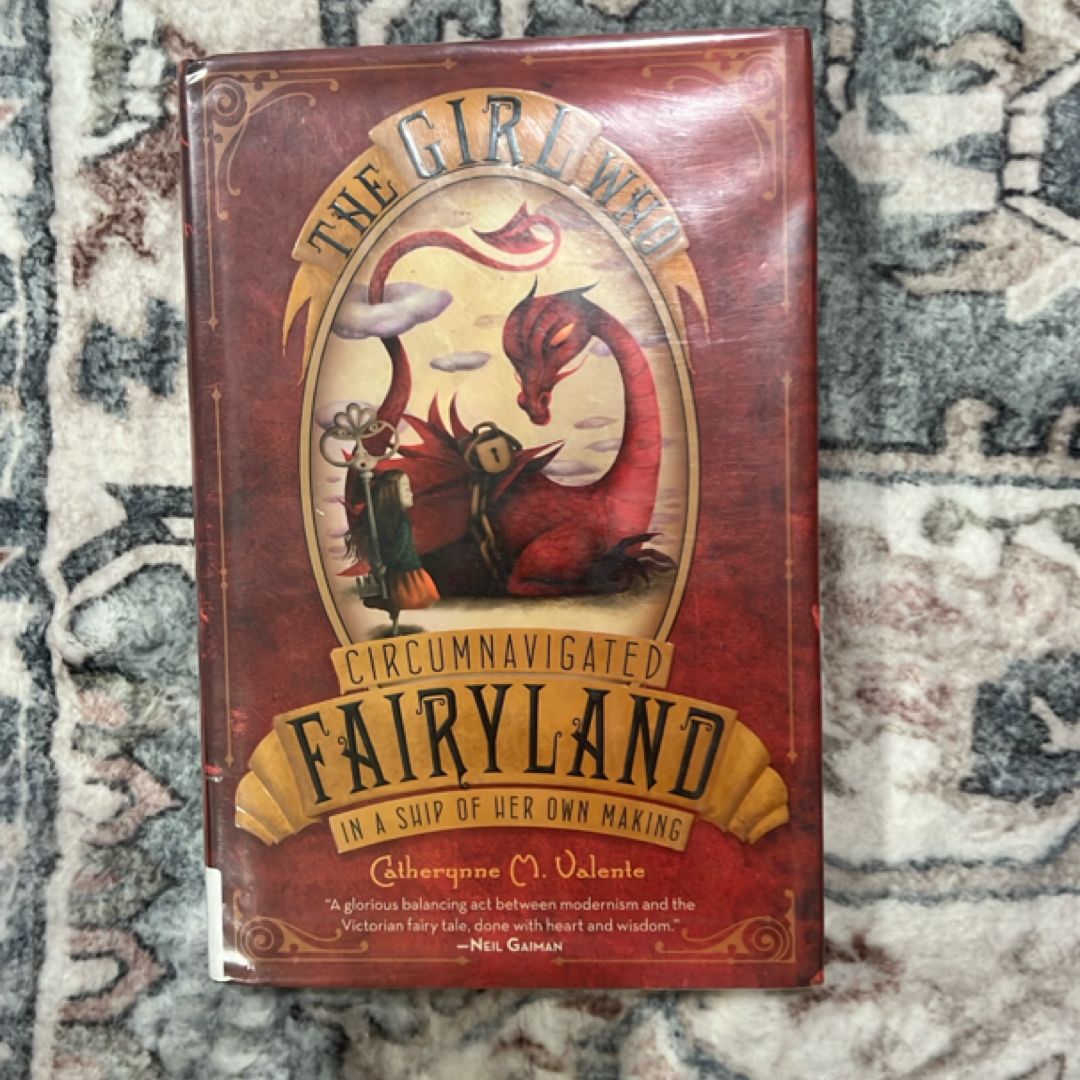 THE GIRL WHO
CIRCUMNAVIGATED
FAIRYLAND
IN A SHIP OF HER OWN MAKING
Catherynne M. Valente
"A glorious balancing act between modernism and the
Victorian fairy tale, done with heart and wisdom."
—NEIL GAIMAN